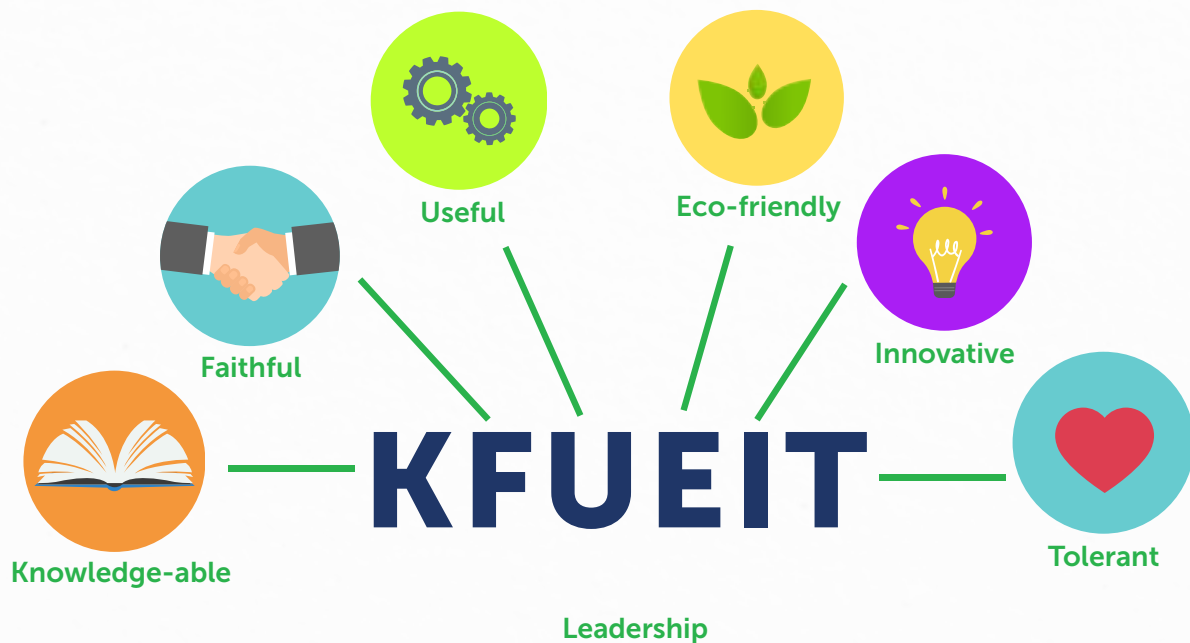 Useful
Eco-friendly
Faithful
Innovative
KFUEIT
Knowledge-able
Tolerant
Leadership